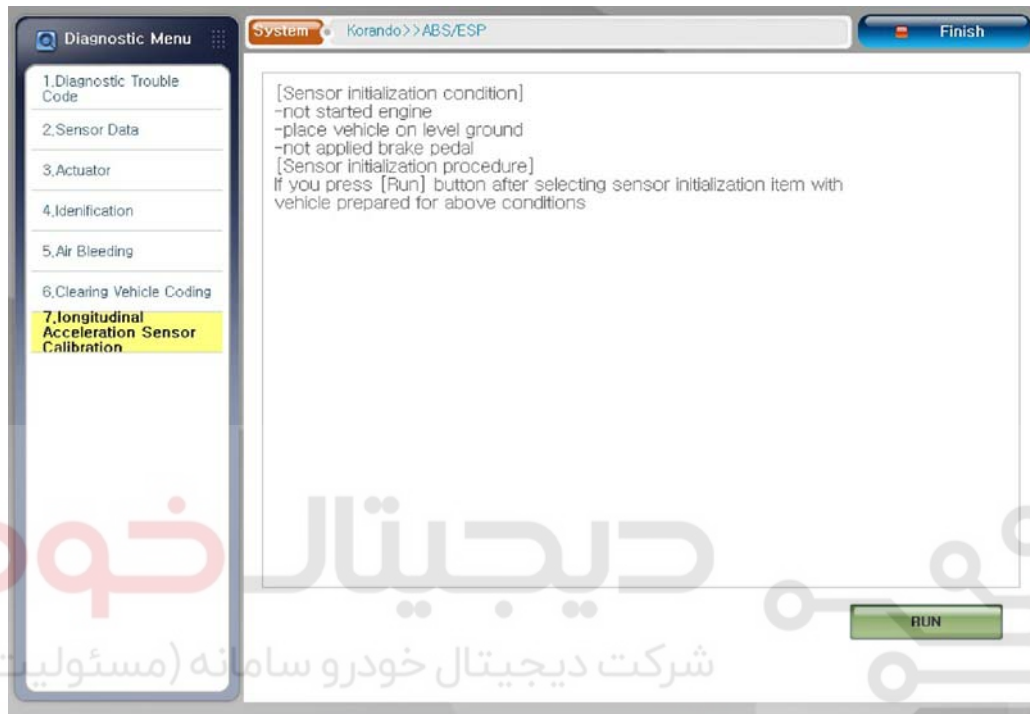 Diagnostic Menu
System
Korando>>ABS/ESP
Finish
1.Diagnostic Trouble
Code
2.Sensor Data
3.Actuator
4.Idenification
5.Air Bleeding
6.Clearing Vehicle Coding
7.longitudinal
Acceleration Sensor
Calibration
[Sensor initialization condition]
-not started engine
-place vehicle on level ground
-not applied brake pedal
[Sensor initialization procedure]
If you press [Run] button after selecting sensor initialization item with
vehicle prepared for above conditions
RUN
دیجیتال خود
شرکت دیجیتال خودرو سامانه (مسئولیت